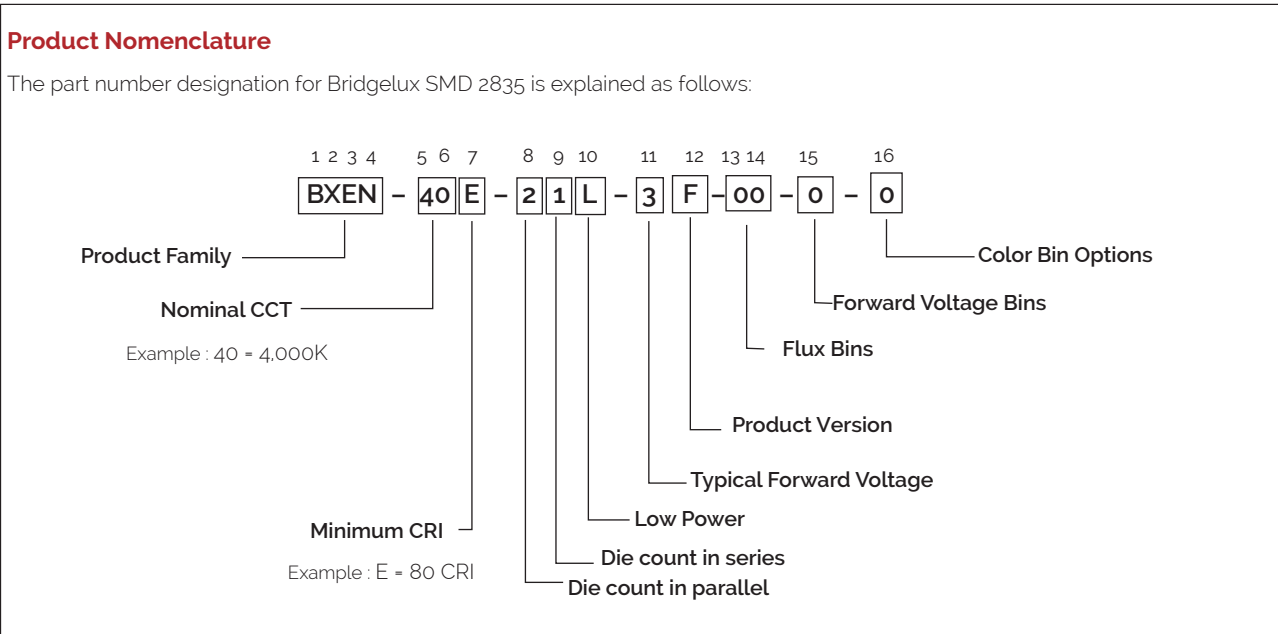 Product Nomenclature
The part number designation for Bridgelux SMD 2835 is explained as follows:
1 2 3 4 5 6 7 8 9 10 11 12 13 14 15 16
BXEN – 40 E – 2 1 L – 3 F – 00 – 0 – 0
Product Family
Color Bin Options
Nominal CCT
Forward Voltage Bins
Example : 40 = 4,000K
Flux Bins
Product Version
Typical Forward Voltage
Low Power
Minimum CRI
Die count in series
Example : E = 80 CRI
Die count in parallel